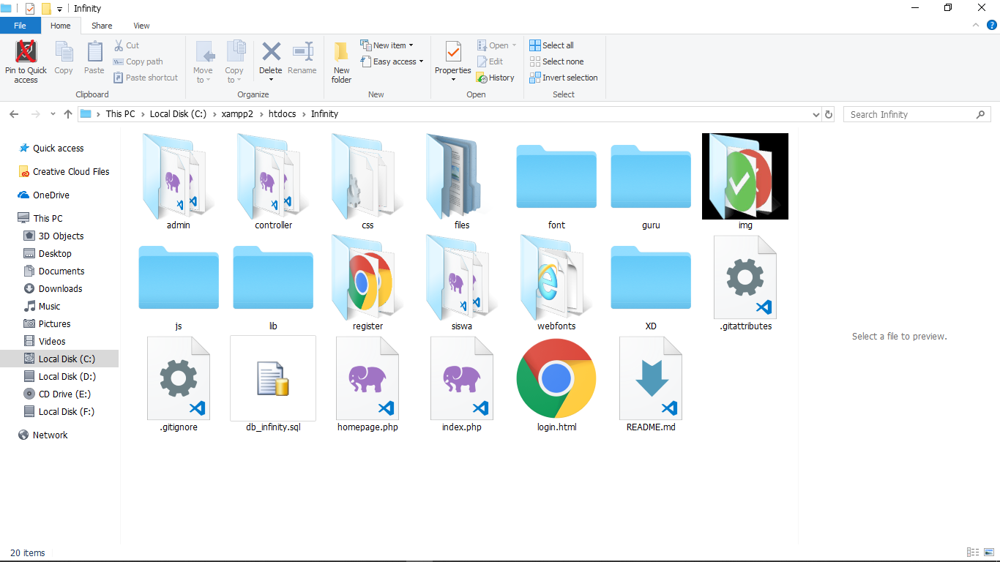 Infinity
File Home Share View
Pin to Quick access
Copy
Paste
Cut
Copy path
Paste shortcut
Clipboard
Move to
Copy to
Delete
Rename
Organize
New folder
New item
Easy access
New
Properties
Open
Edit
History
Open
Select all
Select none
Invert selection
Select
This PC Local Disk (C:) xampp2 htdocs Infinity
Search Infinity
Quick access
Creative Cloud Files
OneDrive
This PC
3D Objects
Desktop
Documents
Downloads
Music
Pictures
Videos
Local Disk (C:)
Local Disk (D:)
CD Drive (E:)
Local Disk (F:)
Network
admin controller css files font guru img
js lib register siswa webfonts XD .gitattributes
.gitignore db_infinity.sql homepage.php index.php login.html README.md
Select a file to preview.
20 items